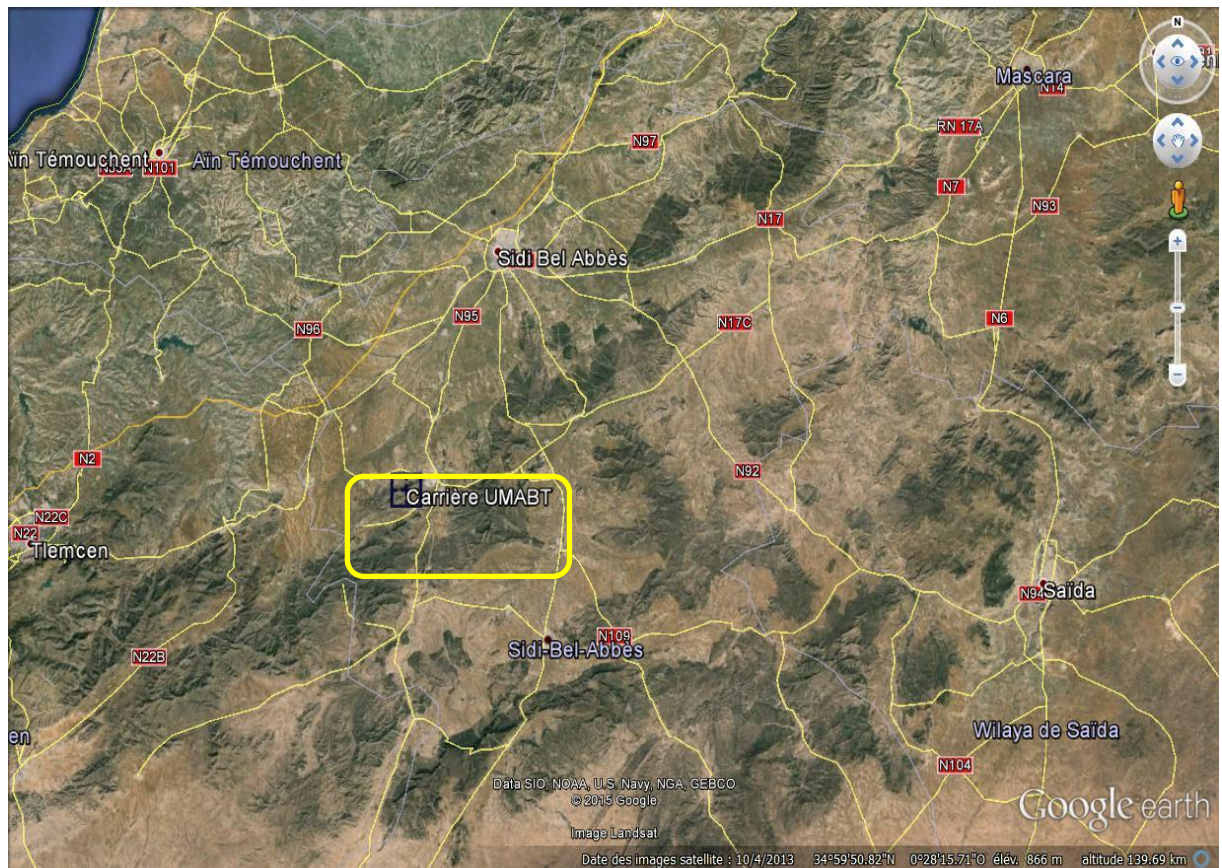 N
Mascara
N14
RN 17A
N97
Aïn Témouchent
Aïn Témouchent
N101
N7
N93
N17
Sidi Bel Abbès
N96
N95
N17C
N6
N2
N92
Carrière UMABT
N22C
N22
Tlemcen
N94
Saïda
N109
Sidi-Bel-Abbès
N22B
en
Wilaya de Saïda
N104
Data SIO, NOAA, U.S. Navy, NGA, GEBCO
© 2015 Google
Image Landsat
Google earth
Date des images satellite : 10/4/2013 34°59'50.82"N 0°28'15.71"O élév. 866 m altitude 139.69 km